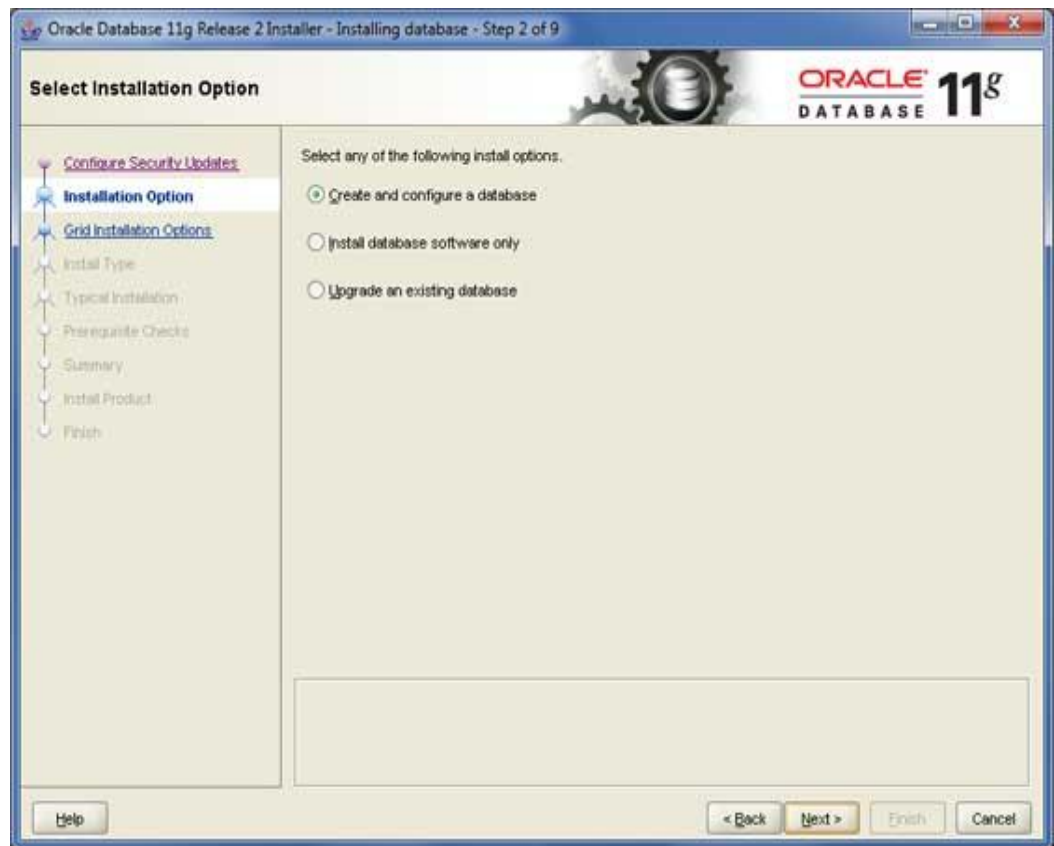 Oracle Database 11g Release 2 Installer - Installing database - Step 2 of 9
Select Installation Option
ORACLE
DATABASE
11g
Configure Security Updates
Installation Option
Grid Installation Options
Install Type
Typical Installation
Prerequisite Checks
Summary
Install Product
Finish
Select any of the following install options.
Create and configure a database
Install database software only
Upgrade an existing database
Help
< Back
Next >
Finish
Cancel